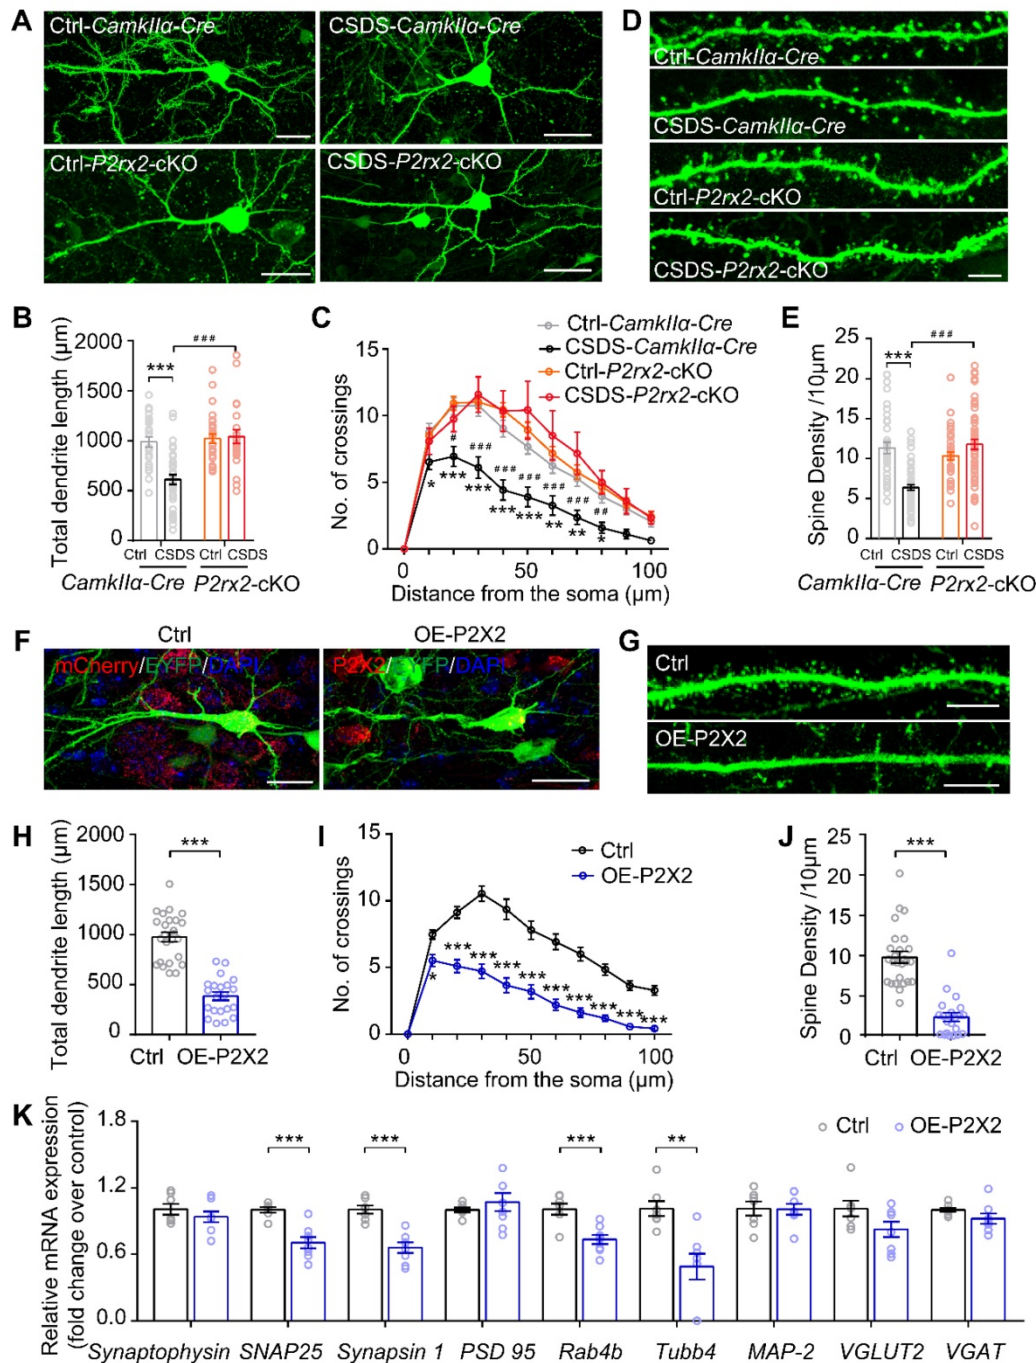 A
Ctrl-CamkIIα-Cre
CSDS-CamkIIα-Cre
Ctrl-P2rx2-cKO
CSDS-P2rx2-cKO
D
Ctrl-CamkIIα-Cre
CSDS-CamkIIα-Cre
Ctrl-P2rx2-cKO
CSDS-P2rx2-cKO
B
Total dendrite length (μm)
2000
1500
1000
500
0
***
###
Ctrl CSDS Ctrl CSDS
CamkIIα-Cre P2rx2-cKO
C
No. of crossings
15
10
5
0
Ctrl-CamkIIα-Cre
CSDS-CamkIIα-Cre
Ctrl-P2rx2-cKO
CSDS-P2rx2-cKO
# ### ### ### ### ### ##
* *** *** *** *** ** ** *
0 50 100
Distance from the soma (μm)
E
Spine Density /10μm
25
20
15
10
5
0
***
###
Ctrl CSDS Ctrl CSDS
CamkIIα-Cre P2rx2-cKO
F
Ctrl
OE-P2X2
mCherry/EYFP/DAPI
P2X2/EYFP/DAPI
G
Ctrl
OE-P2X2
H
Total dendrite length (μm)
2000
1500
1000
500
0
***
Ctrl OE-P2X2
I
No. of crossings
15
10
5
0
Ctrl
OE-P2X2
* *** *** *** *** *** *** *** *** ***
0 50 100
Distance from the soma (μm)
J
Spine Density /10μm
25
20
15
10
5
0
***
Ctrl OE-P2X2
K
Relative mRNA expression
(fold change over control)
1.8
1.2
0.6
0.0
*** *** *** **
Ctrl OE-P2X2
Synaptophysin SNAP25 Synapsin 1 PSD 95 Rab4b Tubb4 MAP-2 VGLUT2 VGAT